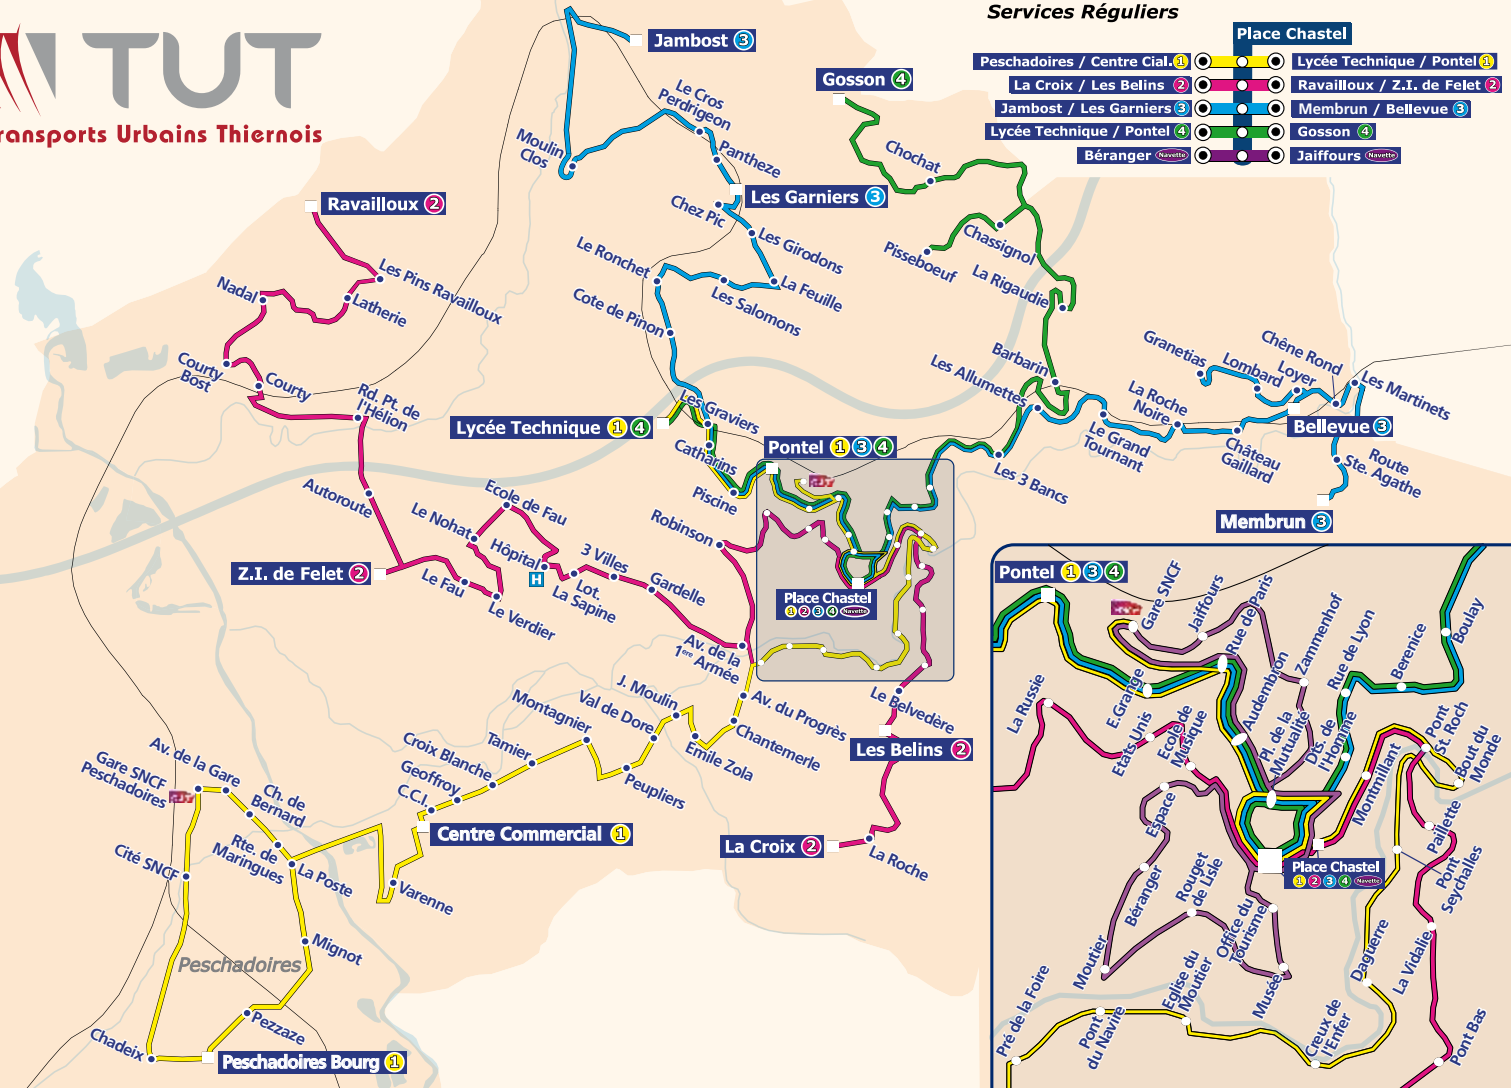 TUT
ransports Urbains Thiernois
Services Réguliers
Place Chastel
Peschadoires / Centre Cial. 1
Lycée Technique / Pontel 1
La Croix / Les Belins 2
Ravailloux / Z.I. de Felet 2
Jambost / Les Garniers 3
Membrun / Bellevue 3
Lycée Technique / Pontel 4
Gosson 4
Béranger Navette
Jaiffours Navette
Jambost 3
Le Cros
Perdrigeon
Moulin
Clos
Pantheze
Les Garniers 3
Chez Pic
Les Girodons
Le Ronchet
La Feuille
Les Salomons
Cote de Pinon
Gosson 4
Chochat
Chassignol
Pisseboeuf
La Rigaudie
Barbarin
Les Allumettes
Ravailloux 2
Les Pins Ravailloux
Nadal
Latherie
Courty
Bost
Courty
Rd. Pt. de
l'Hélion
Autoroute
Z.I. de Felet 2
Le Fau
Le Verdier
Le Nohat
Ecole de Fau
Hôpital
H
3 Villes
Lot.
La Sapine
Gardelle
Av. de la
1ere Armée
Robinson
Lycée Technique 1 4
Les Graviers
Catharins
Piscine
Pontel 1 3 4
Place Chastel
1 2 3 4 Navette
Granetias
Lombard
Chêne Rond
Loyer
Les Martinets
La Roche
Noire
Le Grand
Tournant
Château
Gaillard
Bellevue 3
Route
Ste. Agathe
Membrun 3
Les 3 Bancs
Le Belvedère
Les Belins 2
La Croix 2
La Roche
Av. du Progrès
Chantemerle
Emile Zola
J. Moulin
Val de Dore
Peupliers
Montagnier
Tamier
Croix Blanche
Geoffroy
C.C.I.
Centre Commercial 1
Varenne
Av. de la Gare
Gare SNCF
Peschadoires
Ch. de
Bernard
Rte. de
Maringues
La Poste
Cité SNCF
Mignot
Peschadoires
Pezzaze
Chadeix
Peschadoires Bourg 1
Pontel 1 3 4
Gare SNCF
Jaiffours
Rue de Paris
Zammenhof
Rue de Lyon
Berenice
Boulay
La Russie
E.Grange
Etats Unis
Ecole de
Musique
Audembron
Pl. de la
Mutualité
Dts. de
l'Homme
Montmillant
Pont
St. Roch
Bout du
Monde
Espace
Béranger
Rouget
de Lisle
Place Chastel
1 2 3 4 Navette
Paillette
Pont
Seychalles
Moutier
Office du
Tourisme
Musée
Daguerre
La Vidalie
Pré de la Foire
Pont
du Navire
Eglise du
Moutier
Creux de
l'Enfer
Pont Bas